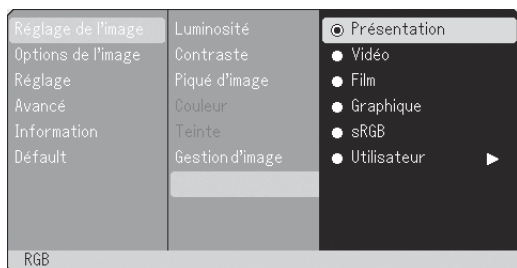 Réglage de l'image
Options de l'image
Réglage
Avancé
Information
Défault
Luminosité
Contraste
Piqué d'image
Couleur
Teinte
Gestion d'image
Présentation
Vidéo
Film
Graphique
sRGB
Utilisateur
RGB